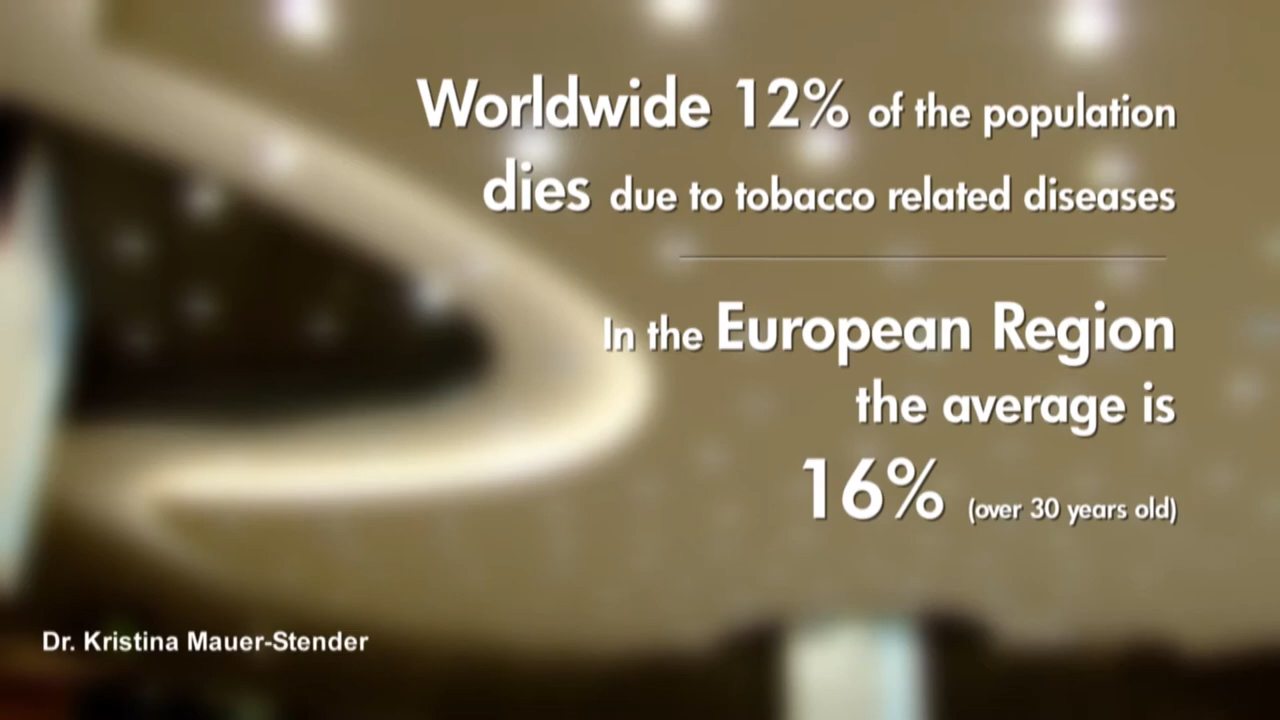 Worldwide 12% of the population
dies due to tobacco related diseases
In the European Region
the average is
16% (over 30 years old)
Dr. Kristina Mauer-Stender